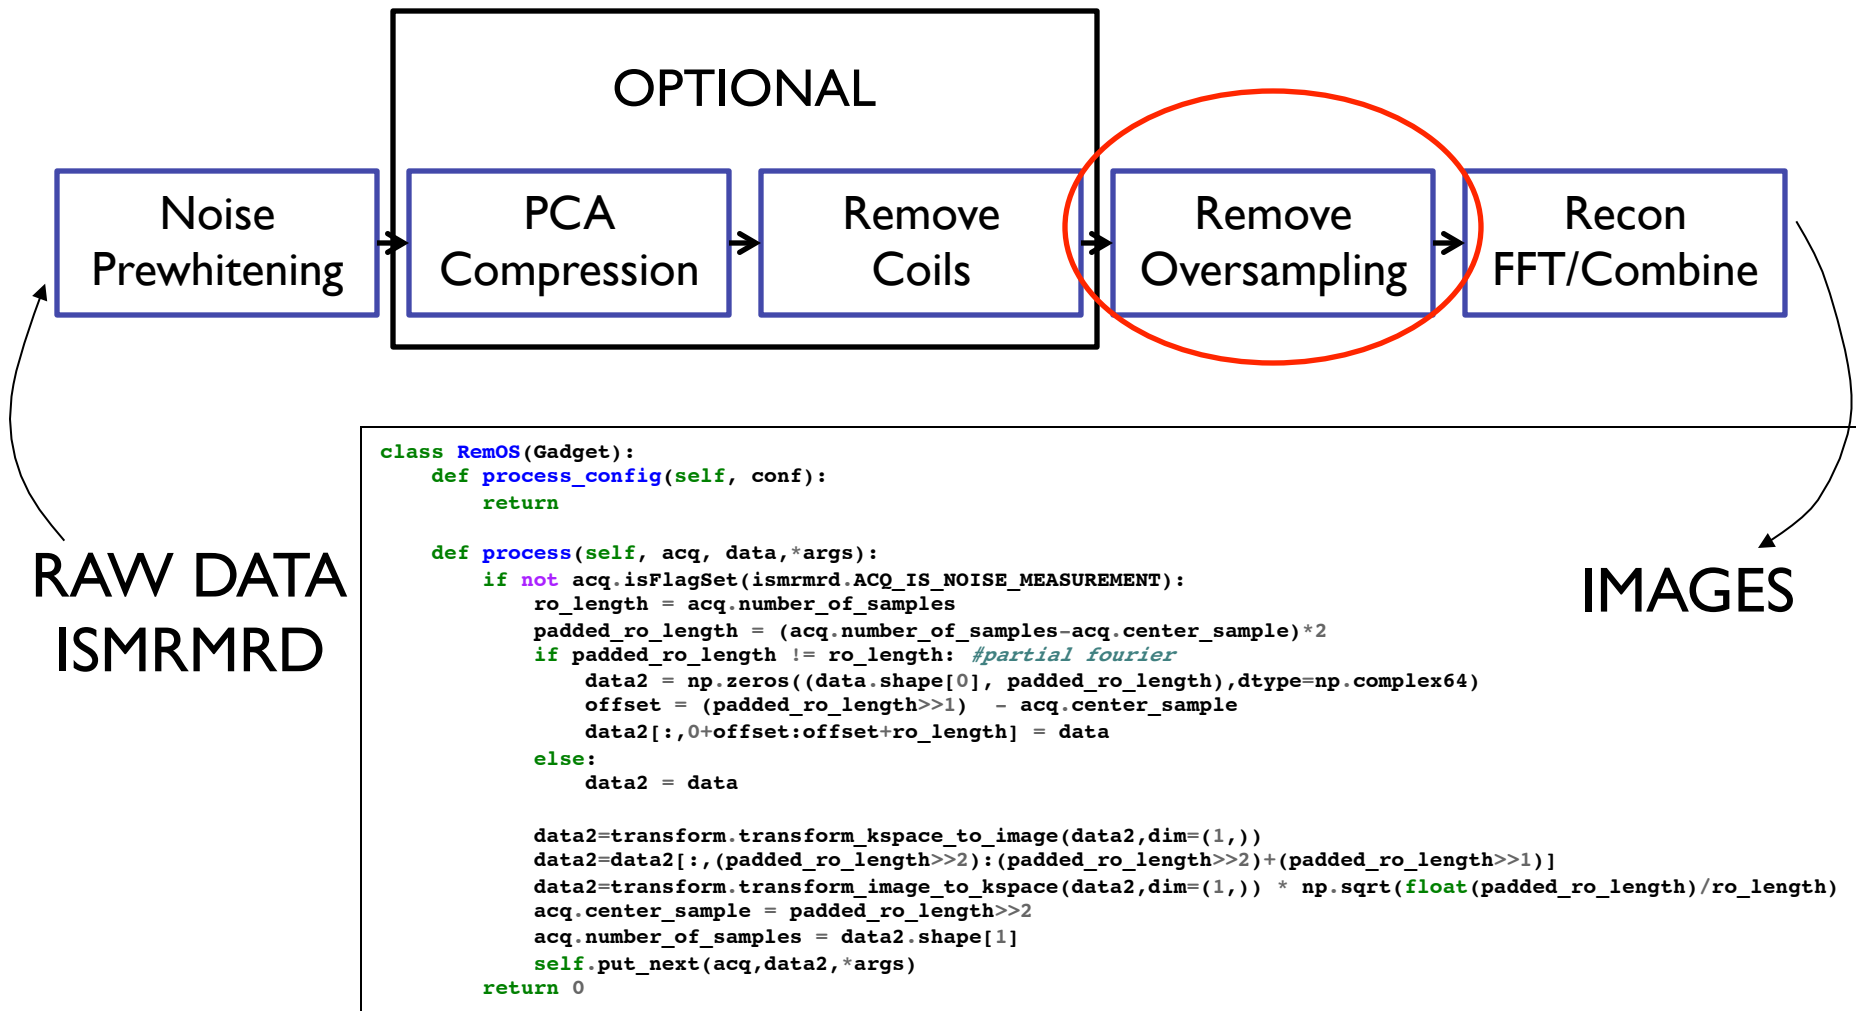 OPTIONAL
Noise
Prewhitening
PCA
Compression
Remove
Coils
Remove
Oversampling
Recon
FFT/Combine
RAW DATA
ISMRMRD
IMAGES
class RemOS(Gadget):
    def process_config(self, conf):
        return

    def process(self, acq, data,*args):
        if not acq.isFlagSet(ismrmrd.ACQ_IS_NOISE_MEASUREMENT):
            ro_length = acq.number_of_samples
            padded_ro_length = (acq.number_of_samples-acq.center_sample)*2
            if padded_ro_length != ro_length: #partial fourier
                data2 = np.zeros((data.shape[0], padded_ro_length),dtype=np.complex64)
                offset = (padded_ro_length>>1)  - acq.center_sample
                data2[:,0+offset:offset+ro_length] = data
            else:
                data2 = data

            data2=transform.transform_kspace_to_image(data2,dim=(1,))
            data2=data2[:,(padded_ro_length>>2):(padded_ro_length>>2)+(padded_ro_length>>1)]
            data2=transform.transform_image_to_kspace(data2,dim=(1,)) * np.sqrt(float(padded_ro_length)/ro_length)
            acq.center_sample = padded_ro_length>>2
            acq.number_of_samples = data2.shape[1]
            self.put_next(acq,data2,*args)
        return 0